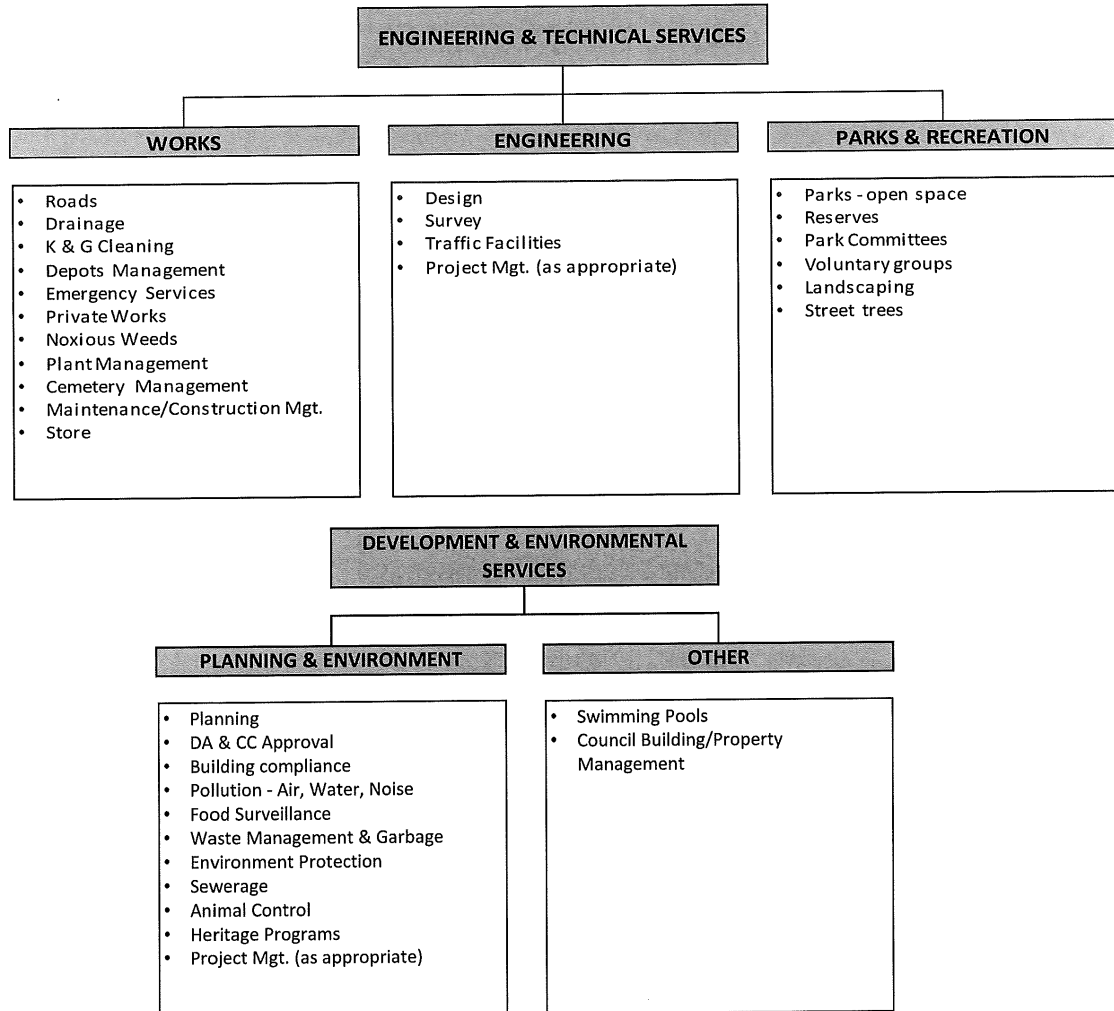 ENGINEERING & TECHNICAL SERVICES
WORKS
• Roads
• Drainage
• K & G Cleaning
• Depots Management
• Emergency Services
• Private Works
• Noxious Weeds
• Plant Management
• Cemetery Management
• Maintenance/Construction Mgt.
• Store
ENGINEERING
• Design
• Survey
• Traffic Facilities
• Project Mgt. (as appropriate)
PARKS & RECREATION
• Parks - open space
• Reserves
• Park Committees
• Voluntary groups
• Landscaping
• Street trees
DEVELOPMENT & ENVIRONMENTAL
SERVICES
PLANNING & ENVIRONMENT
• Planning
• DA & CC Approval
• Building compliance
• Pollution - Air, Water, Noise
• Food Surveillance
• Waste Management & Garbage
• Environment Protection
• Sewerage
• Animal Control
• Heritage Programs
• Project Mgt. (as appropriate)
OTHER
• Swimming Pools
• Council Building/Property
Management